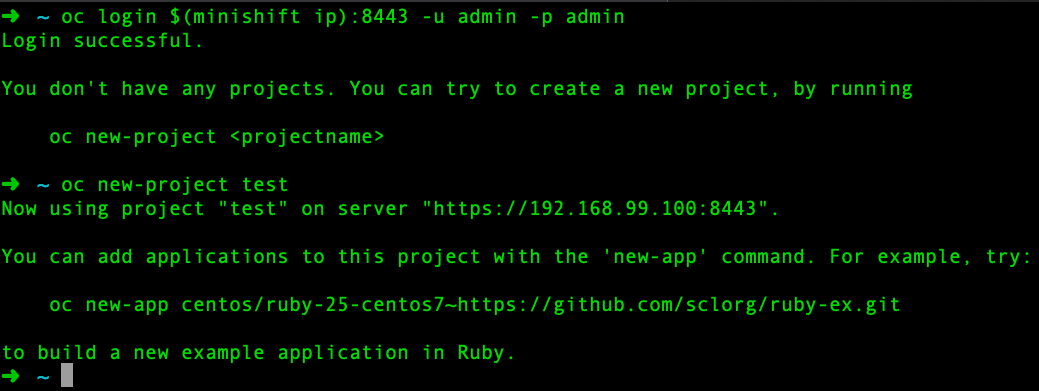 ➜ ~ oc login $(minishift ip):8443 -u admin -p admin
Login successful.
You don't have any projects. You can try to create a new project, by running
oc new-project <projectname>
➜ ~ oc new-project test
Now using project "test" on server "https://192.168.99.100:8443".
You can add applications to this project with the 'new-app' command. For example, try:
oc new-app centos/ruby-25-centos7~https://github.com/sclorg/ruby-ex.git
to build a new example application in Ruby.
➜ ~